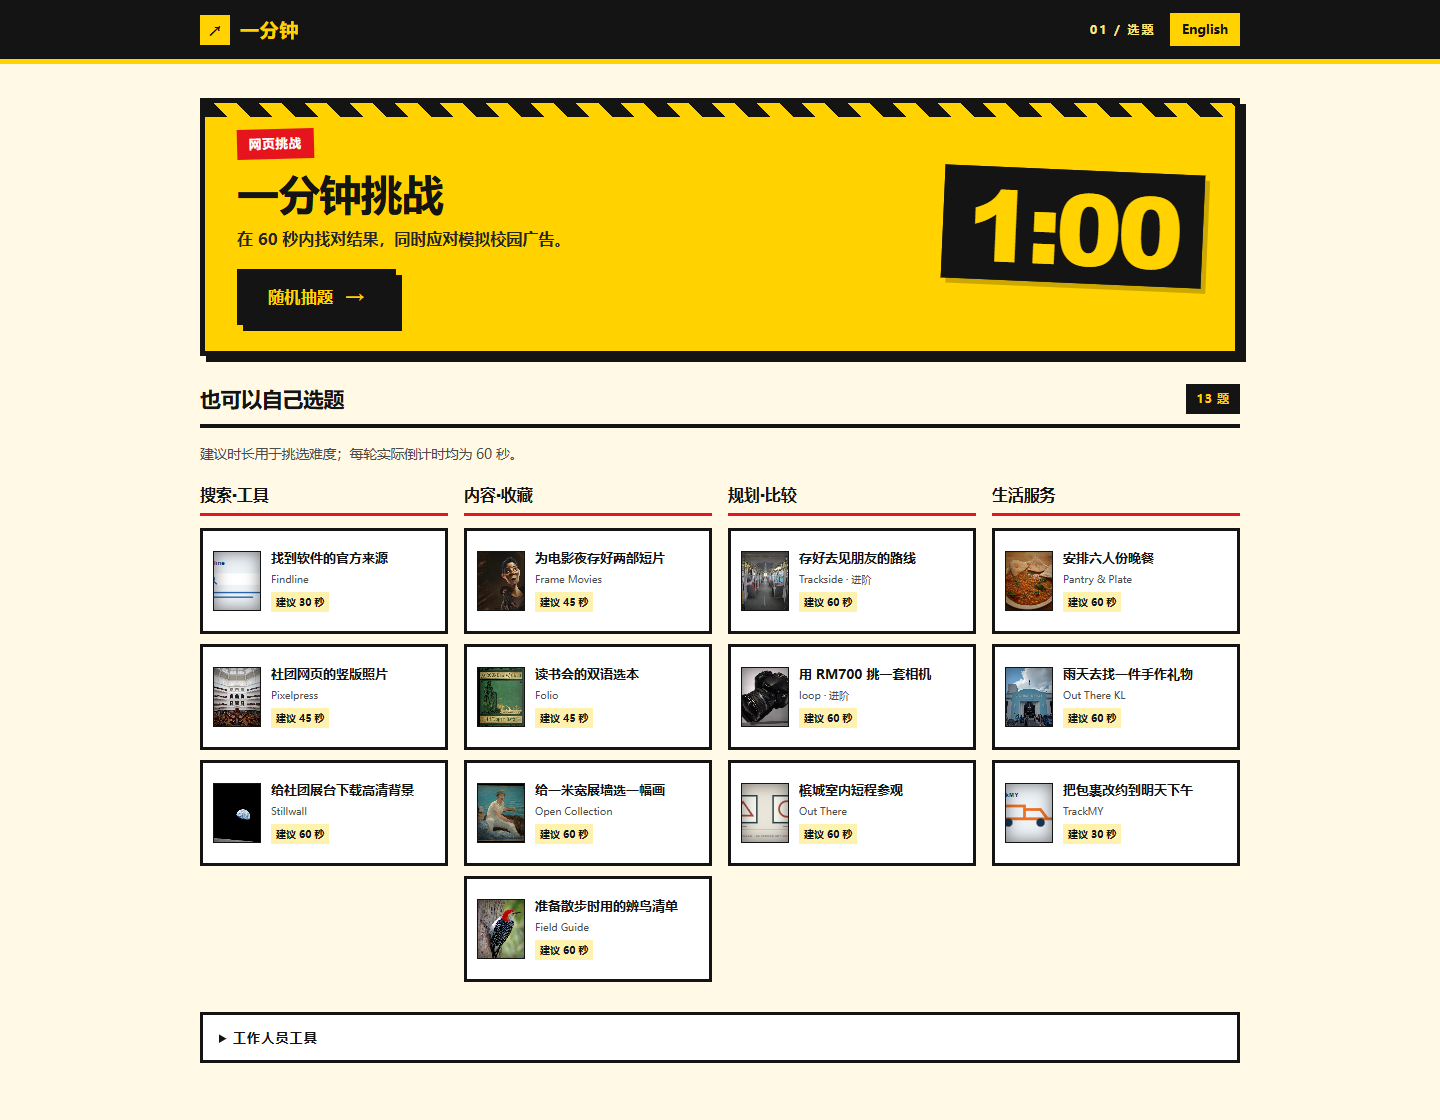 一分钟
01 / 选题
English
网页挑战
一分钟挑战
在 60 秒内找对结果，同时应对模拟校园广告。
随机抽题 →
1:00
也可以自己选题
13 题
建议时长用于挑选难度；每轮实际倒计时均为 60 秒。
搜索·工具
找到软件的官方来源
Findline
建议 30 秒
社团网页的竖版照片
Pixelpress
建议 45 秒
给社团展台下载高清背景
Stillwall
建议 60 秒
内容·收藏
为电影夜存好两部短片
Frame Movies
建议 45 秒
读书会的双语选本
Folio
建议 45 秒
给一米宽展墙选一幅画
Open Collection
建议 60 秒
准备散步时用的辨鸟清单
Field Guide
建议 60 秒
规划·比较
存好去见朋友的路线
Trackside · 进阶
建议 60 秒
用 RM700 挑一套相机
loop · 进阶
建议 60 秒
槟城室内短程参观
Out There
建议 60 秒
生活服务
安排六人份晚餐
Pantry & Plate
建议 60 秒
雨天去找一件手作礼物
Out There KL
建议 60 秒
把包裹改约到明天下午
TrackMY
建议 30 秒
▶ 工作人员工具